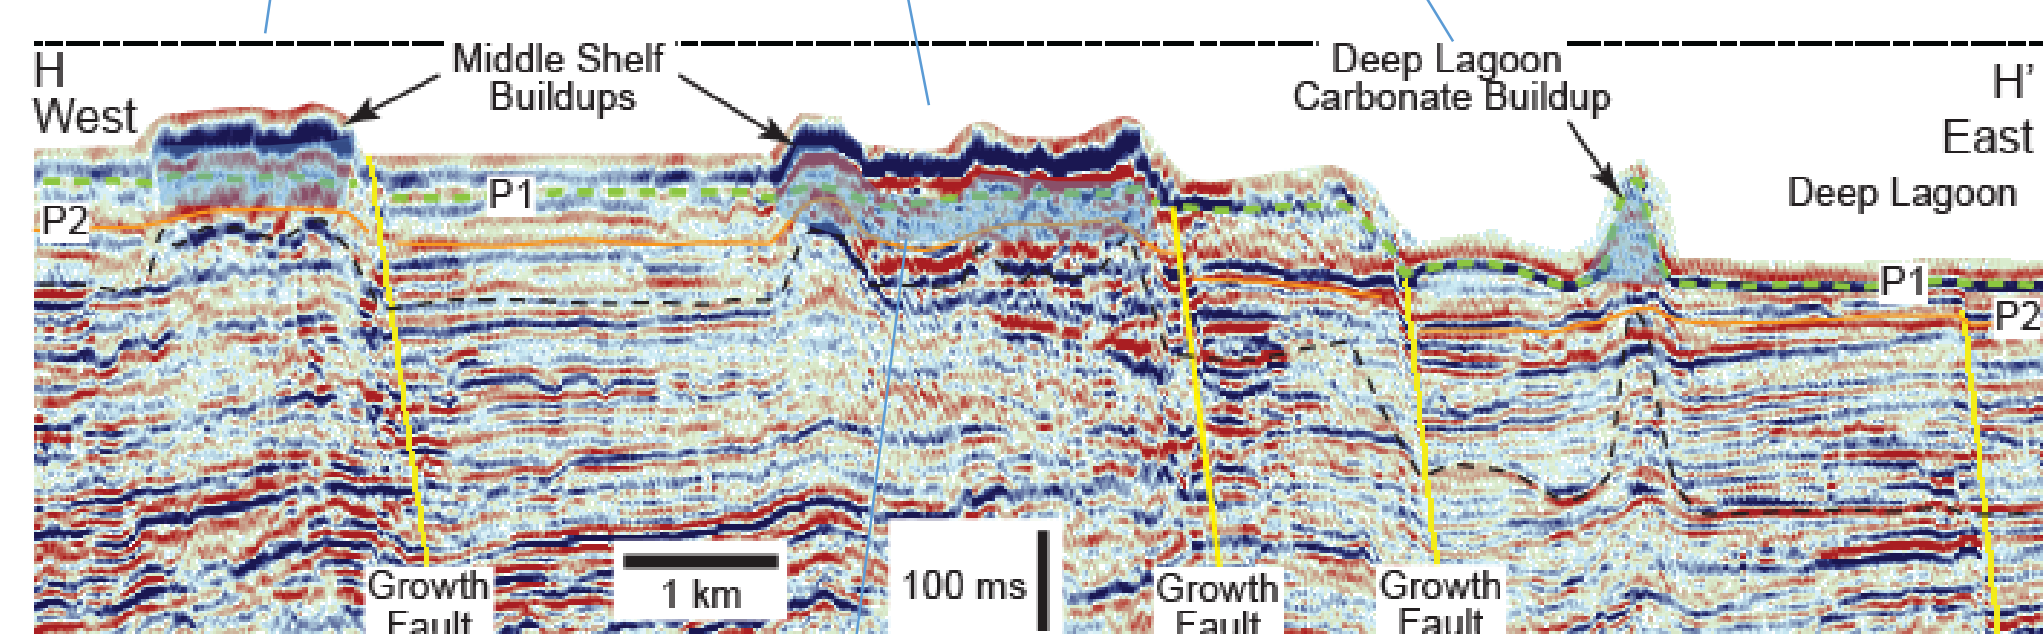 H
West
Middle Shelf
Buildups
Deep Lagoon
Carbonate Buildup
H’
East
Deep Lagoon
P1
P2
P1
P2
1 km
100 ms
Growth
Fault
Growth
Fault
Growth
Fault